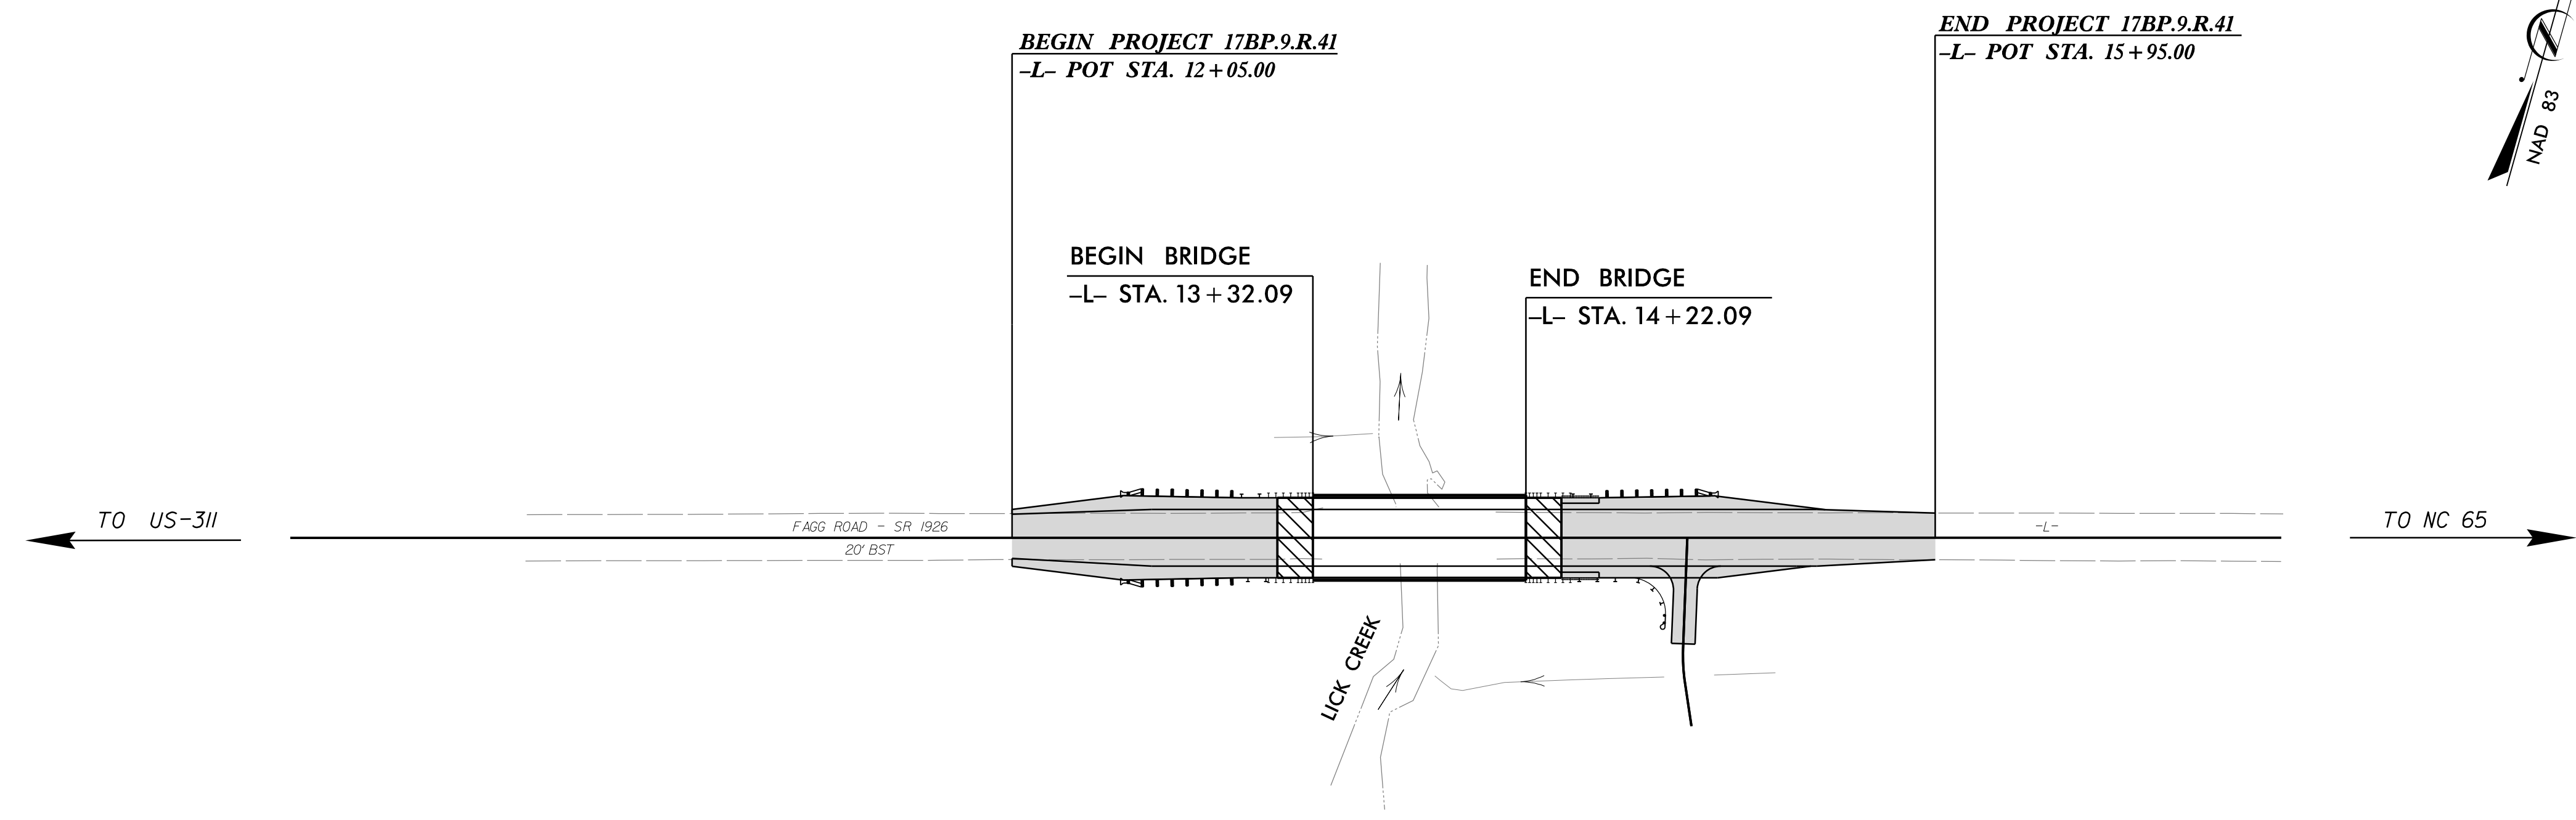 BEGIN PROJECT 17BP.9.R.41
–L– POT STA. 12+05.00
END PROJECT 17BP.9.R.41
–L– POT STA. 15+95.00
N
NAD 83
BEGIN BRIDGE
–L– STA. 13+32.09
END BRIDGE
–L– STA. 14+22.09
TO US-311
FAGG ROAD - SR 1926
20' BST
-L-
TO NC 65
LICK CREEK